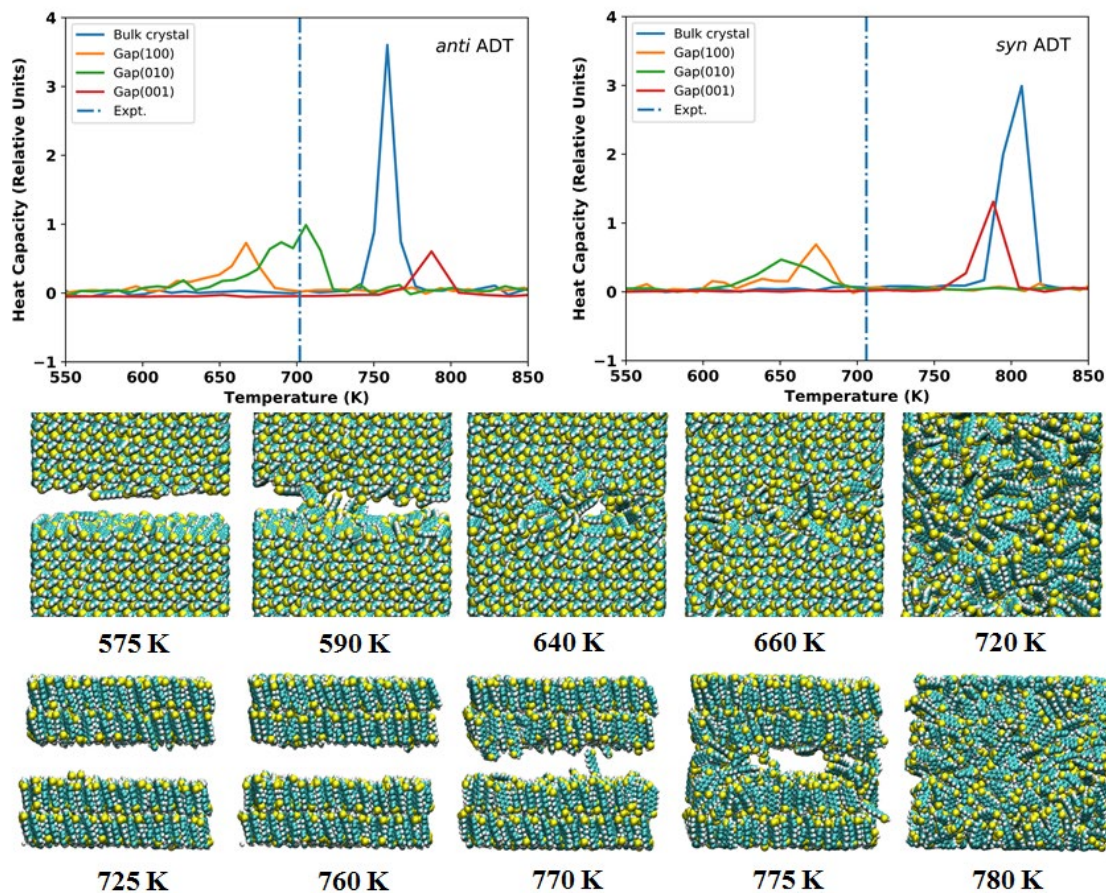 4
3
2
1
0
−1
Heat Capacity (Relative Units)
Bulk crystal
Gap(100)
Gap(010)
Gap(001)
Expt.
anti ADT
550 600 650 700 750 800 850
Temperature (K)
4
3
2
1
0
−1
Heat Capacity (Relative Units)
Bulk crystal
Gap(100)
Gap(010)
Gap(001)
Expt.
syn ADT
550 600 650 700 750 800 850
Temperature (K)
575 K 590 K 640 K 660 K 720 K
725 K 760 K 770 K 775 K 780 K